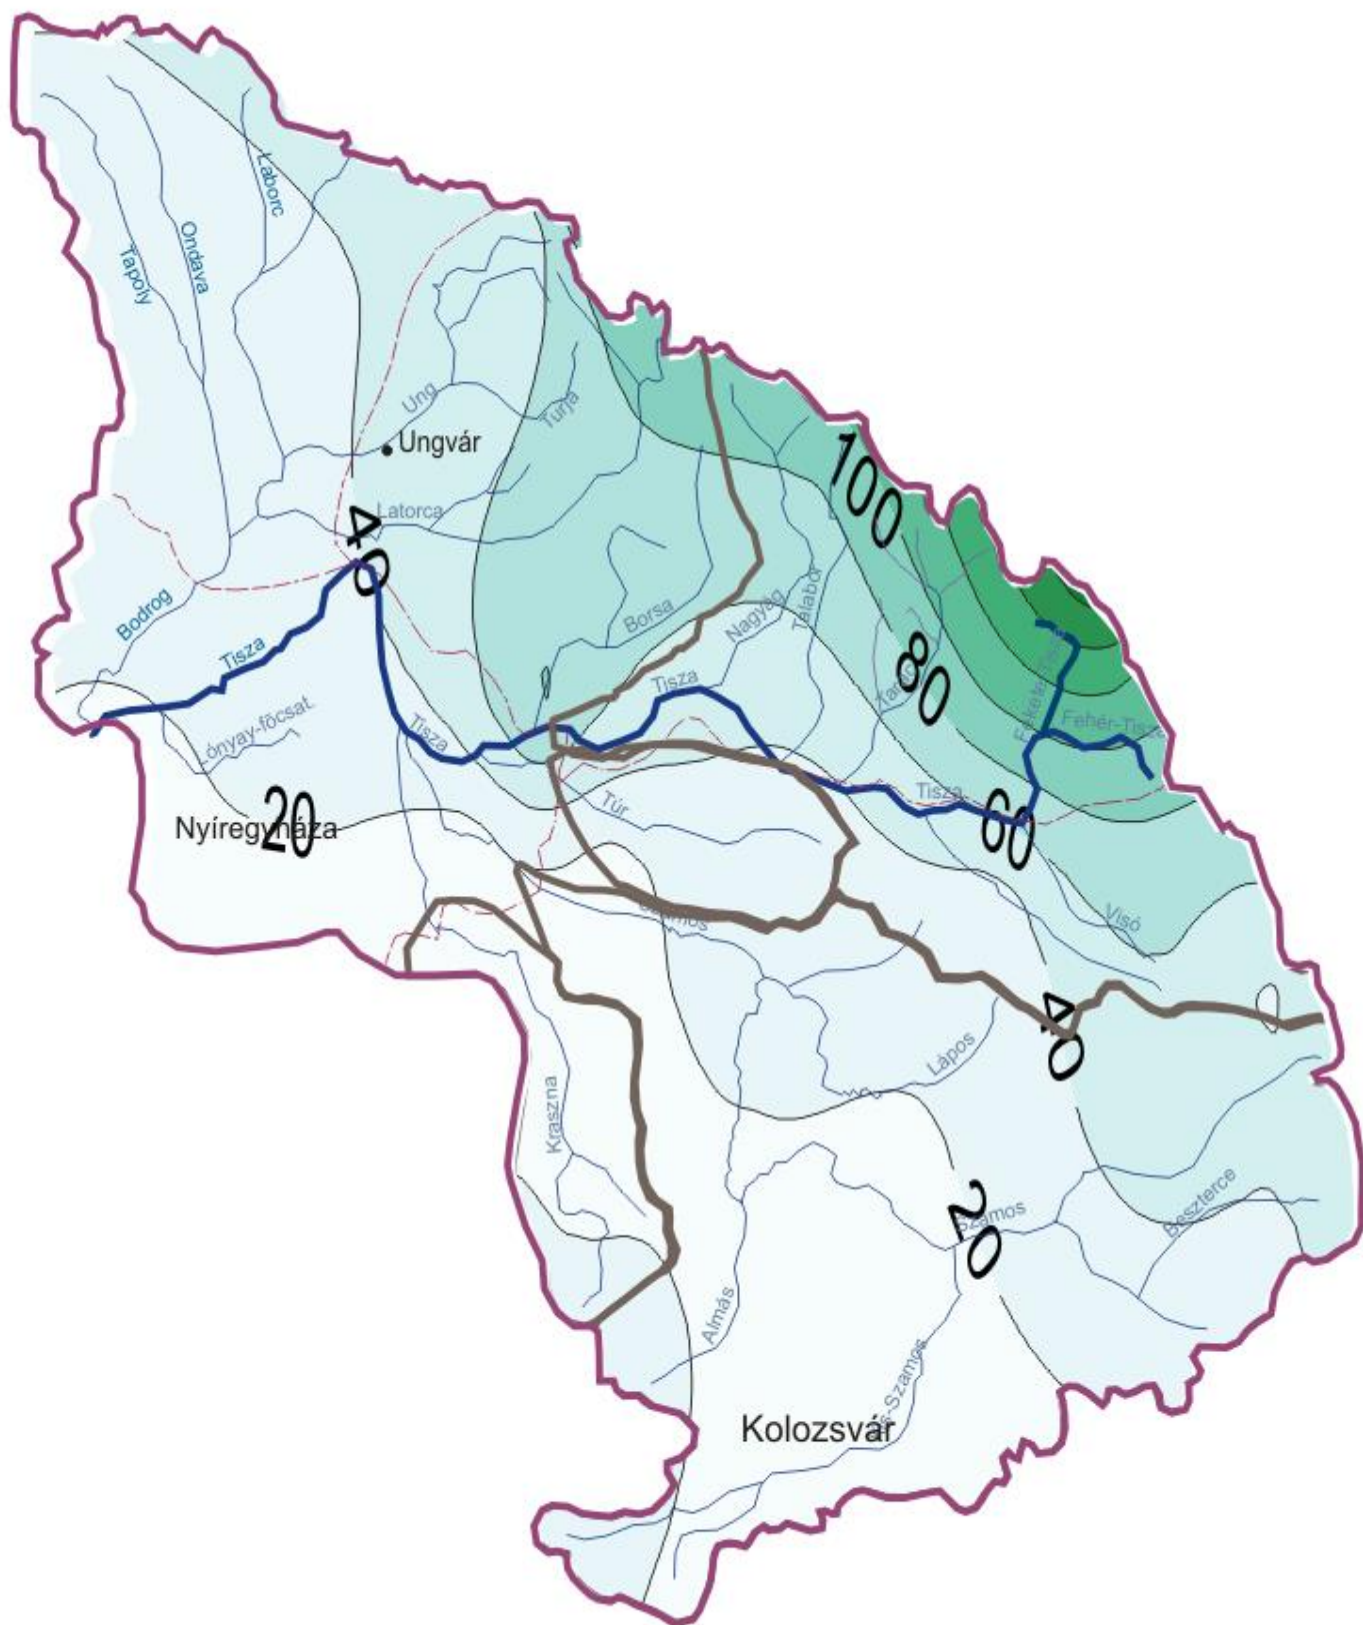 Laborc
Ondava
Tapoly
Ung
Turja
Ungvár
100
Latorca
40
Bodrog
Borsa
Nagyág
Talabor
Tisza
Tisza
80
Lónyay-főcsat.
Tisza
Fehér-Tisza
Túr
Tisza
60
20
Nyíregyháza
Szamos
Visó
40
Lápos
Kraszna
20
Szamos
Beszterce
Almás
Kolozsvár